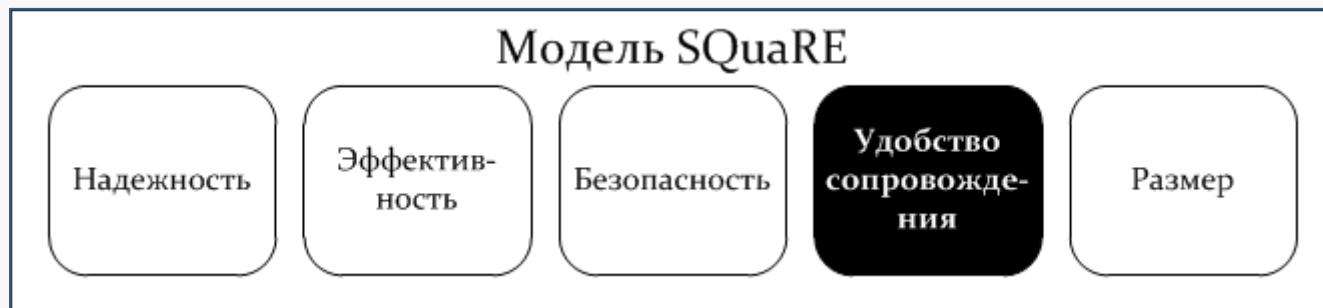 Модель SQuaRE
Надежность
Эффектив-
ность
Безопасность
Удобство
сопровожде-
ния
Размер